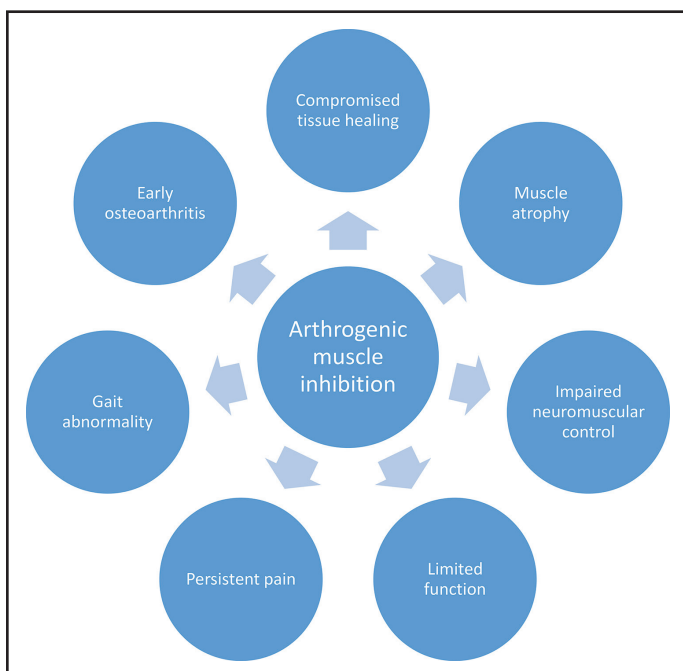 Compromised
tissue healing
Muscle
atrophy
Impaired
neuromuscular
control
Limited
function
Persistent pain
Gait
abnormality
Early
osteoarthritis
Arthrogenic
muscle
inhibition